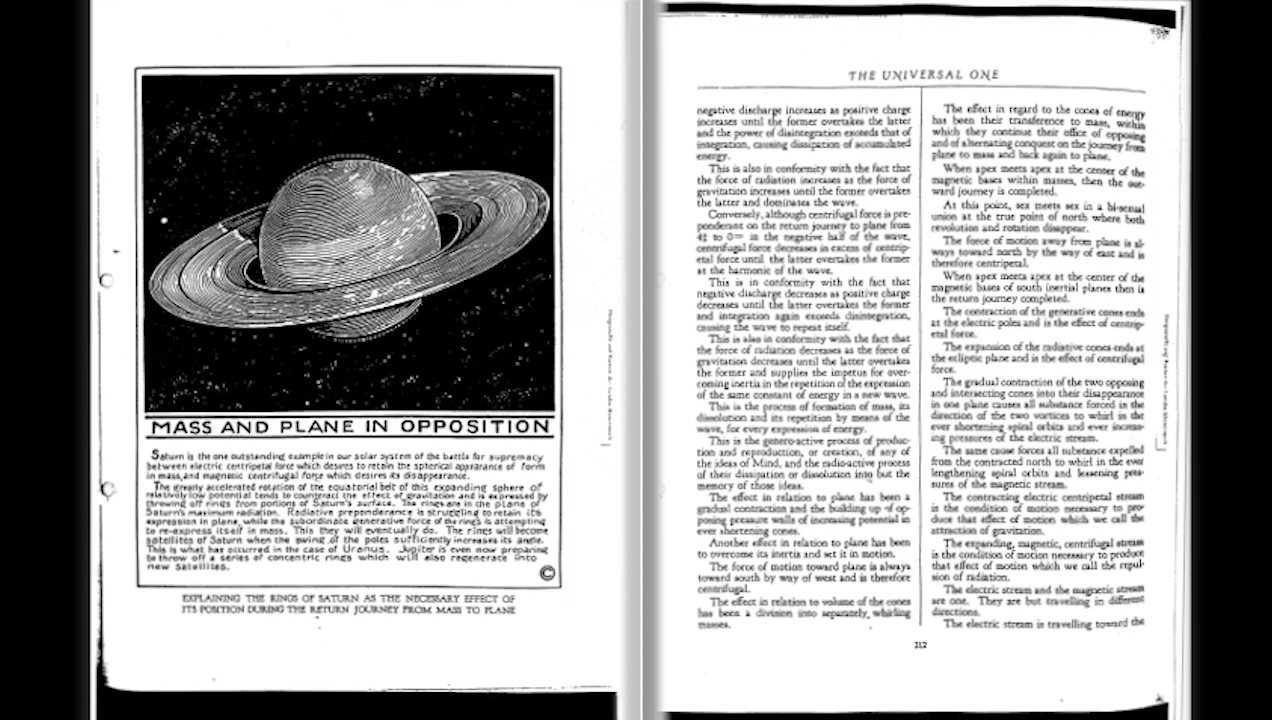 MASS AND PLANE IN OPPOSITION
Saturn is the one outstanding example in our solar system of the battle for supremacy
between electric centripetal force which desires to retain the spherical appearance of form
in mass, and magnetic centrifugal force which desires its disappearance.
The greatly accelerated rotation of the equatorial belt of this expanding sphere of
relatively low potential tends to counteract the effect of gravitation and is expressed by
throwing off rings from portions of Saturn's surface. The rings are in the plane of
Saturn's maximum radiation. Radiative preponderance is struggling to retain its
expression in plane, while the subordinate generative force of the rings is attempting
to re-express itself in mass. This they will eventually do. The rings will become
satellites of Saturn when the swing of the poles sufficiently increases its angle.
This is what has occurred in the case of Uranus. Jupiter is even now preparing
to throw off a series of concentric rings which will also regenerate into
new satellites.
©
EXPLAINING THE RINGS OF SATURN AS THE NECESSARY EFFECT OF
ITS POSITION DURING THE RETURN JOURNEY FROM MASS TO PLANE
THE UNIVERSAL ONE
negative discharge increases as positive charge
increases until the former overtakes the latter
and the power of disintegration exceeds that of
integration, causing dissipation of accumulated
energy.
This is also in conformity with the fact that
the force of radiation increases as the force of
gravitation increases until the former overtakes
the latter and dominates the wave.
Conversely, although centrifugal force is pre-
ponderant on the return journey to plane from
in the negative half of the wave,
centrifugal force decreases in excess of centrip-
etal force until the latter overtakes the former
at the harmonic of the wave.
This is in conformity with the fact that
negative discharge decreases as positive charge
decreases until the latter overtakes the former
and integration again exceeds disintegration,
causing the wave to repeat itself.
This is also in conformity with the fact that
the force of radiation decreases as the force of
gravitation decreases until the latter overtakes
the former and supplies the impetus for over-
coming inertia in the repetition of the expression
of the same constant of energy in a new wave.
This is the process of formation of mass, its
dissolution and its repetition by means of the
wave, for every expression of energy.
This is the genero-active process of produc-
tion and reproduction, or creation, of any of
the ideas of Mind, and the radio-active process
of their dissipation or dissolution into but the
memory of those ideas.
The effect in relation to plane has been a
gradual contraction and the building up of op-
posing pressure walls of increasing potential in
ever shortening cones.
Another effect in relation to plane has been
to overcome its inertia and set it in motion.
The force of motion toward plane is always
toward south by way of west and is therefore
centrifugal.
The effect in relation to volume of the cones
has been a division into separately whirling
masses.
The effect in regard to the cones of energy
has been their transference to mass, within
which they continue their office of opposing
and of alternating conquest on the journey from
plane to mass and back again to plane.
When apex meets apex at the center of the
magnetic bases within masses, then the out-
ward journey is completed.
At this point, sex meets sex in a bi-sexual
union at the true point of north where both
revolution and rotation disappear.
The force of motion away from plane is al-
ways toward north by the way of east and is
therefore centripetal.
When apex meets apex at the center of the
magnetic bases of south inertial planes then is
the return journey completed.
The contraction of the generative cones ends
at the electric poles and is the effect of centrip-
etal force.
The expansion of the radiative cones ends at
the ecliptic plane and is the effect of centrifugal
force.
The gradual contraction of the two opposing
and intersecting cones into their disappearance
in one plane causes all substance forced in the
direction of the two vortices to whirl in the
ever shortening spiral orbits and ever increas-
ing pressures of the electric stream.
The same cause forces all substance expelled
from the contracted north to whirl in the ever
lengthening spiral orbits and lessening pres-
sures of the magnetic stream.
The contracting electric centripetal stream
is the condition of motion necessary to pro-
duce that effect of motion which we call the
attraction of gravitation.
The expanding, magnetic, centrifugal stream
is the condition of motion necessary to produce
that effect of motion which we call the repul-
sion of radiation.
The electric stream and the magnetic stream
are one. They are but travelling in different
directions.
The electric stream is travelling toward the
212